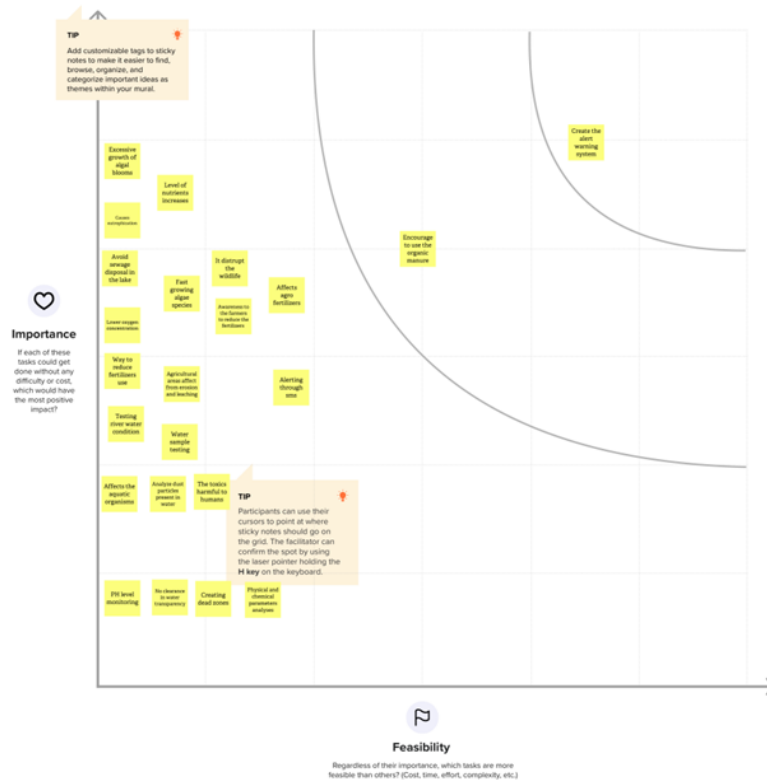 TIP
Add customizable tags to sticky
notes to make it easier to find,
browse, organize, and
categorize important ideas as
themes within your mural.
Create the
alert
warning
system
Excessive
growth of
algal
blooms
Level of
nutrients
increases
Causes
eutrophication
Encourage
to use the
organic
manure
Avoid
sewage
disposal in
the lake
It distrupt
the
wildlife
Fast
growing
algae
species
Affects
agro
fertilizers
Awareness to
the farmers
to reduce the
fertilizers
Lower oxygen
concentration
Importance
If each of these
tasks could get
done without any
difficulty or cost,
which would have
the most positive
impact?
Way to
reduce
fertilizers
use
Agricultural
areas affect
from erosion
and leaching
Alerting
through
sms
Testing
river water
condition
Water
sample
testing
Affects the
aquatic
organisms
Analyze dust
particles
present in
water
The toxics
harmful to
humans
TIP
Participants can use their
cursors to point at where
sticky notes should go on
the grid. The facilitator can
confirm the spot by using
the laser pointer holding the
H key on the keyboard.
PH level
monitoring
No clearance
in water
transparency
Creating
dead zones
Physical and
chemical
parameters
analyses
Feasibility
Regardless of their importance, which tasks are more
feasible than others? (Cost, time, effort, complexity, etc.)